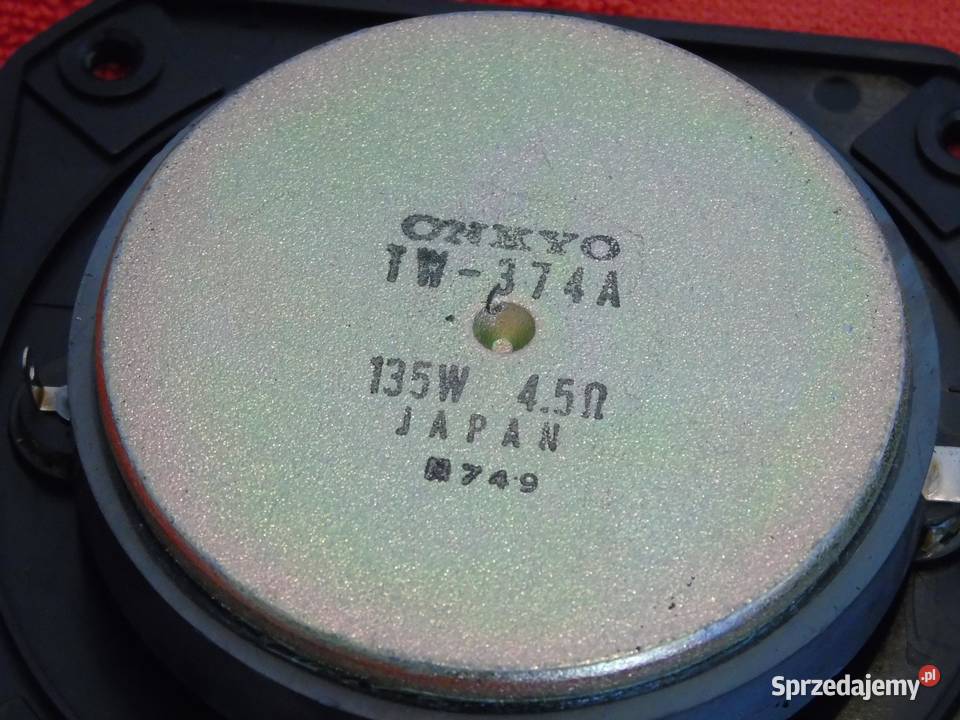 ONKYO
TW-374A
135W 4.5Ω
JAPAN
749
Sprzedajemy.pl